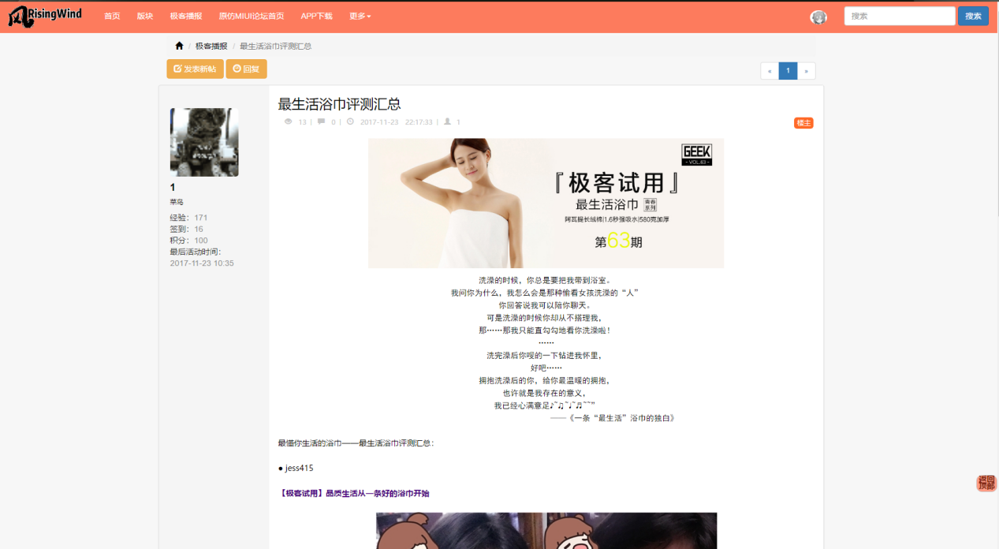 RisingWind 首页 版块 极客播报 原仿MIUI论坛首页 APP下载 更多 搜索 搜索
/ 极客播报 / 最生活浴巾评测汇总
发表新帖 回复 « 1 »
最生活浴巾评测汇总
13 | 0 | 2017-11-23 22:17:33 | 1 楼主
1
菜鸟
经验：171
签到：16
积分：100
最后活动时间：
2017-11-23 10:35
GEEK
- VOL.63 -
『极客试用』
最生活浴巾 青春系列
阿瓦提长绒棉|1.6秒强吸水|580克加厚
第63期
洗澡的时候，你总是要把我带到浴室。
我问你为什么，我怎么会是那种偷看女孩洗澡的“人”
你回答说我可以陪你聊天。
可是洗澡的时候你却从不搭理我，
那……那我只能直勾勾地看你洗澡啦！
……
洗完澡后你嗖的一下钻进我怀里，
好吧……
拥抱洗澡后的你，给你最温暖的拥抱，
也许就是我存在的意义，
我已经心满意足♪~♫~♩~♬~~”
——《一条“最生活”浴巾的独白》
最懂你生活的浴巾——最生活浴巾评测汇总：
● jess415
【极客试用】品质生活从一条好的浴巾开始
返回
顶部